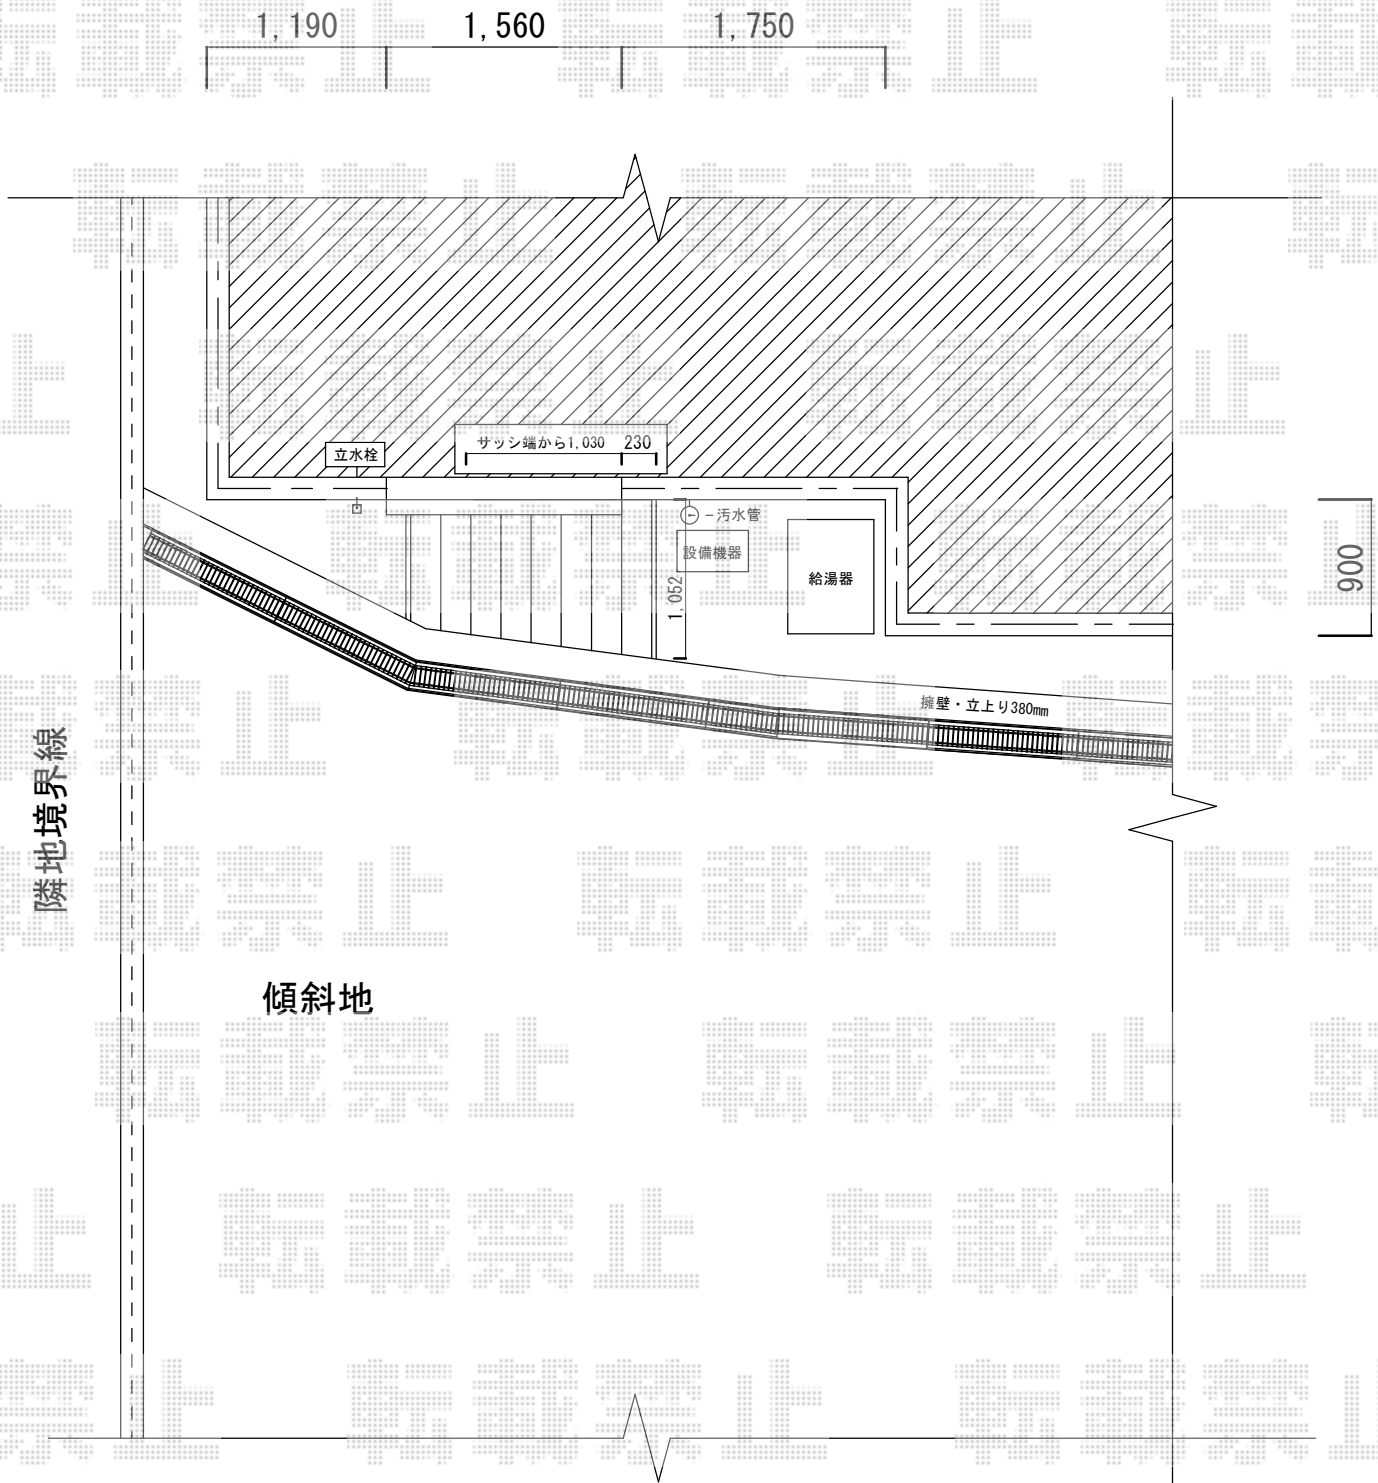 1,190
1,560
1,750
立水栓
サッシ端から1,030
230
汚水管
設備機器
給湯器
1,052
900
擁壁・立上り380mm
隣地境界線
傾斜地
転載禁止